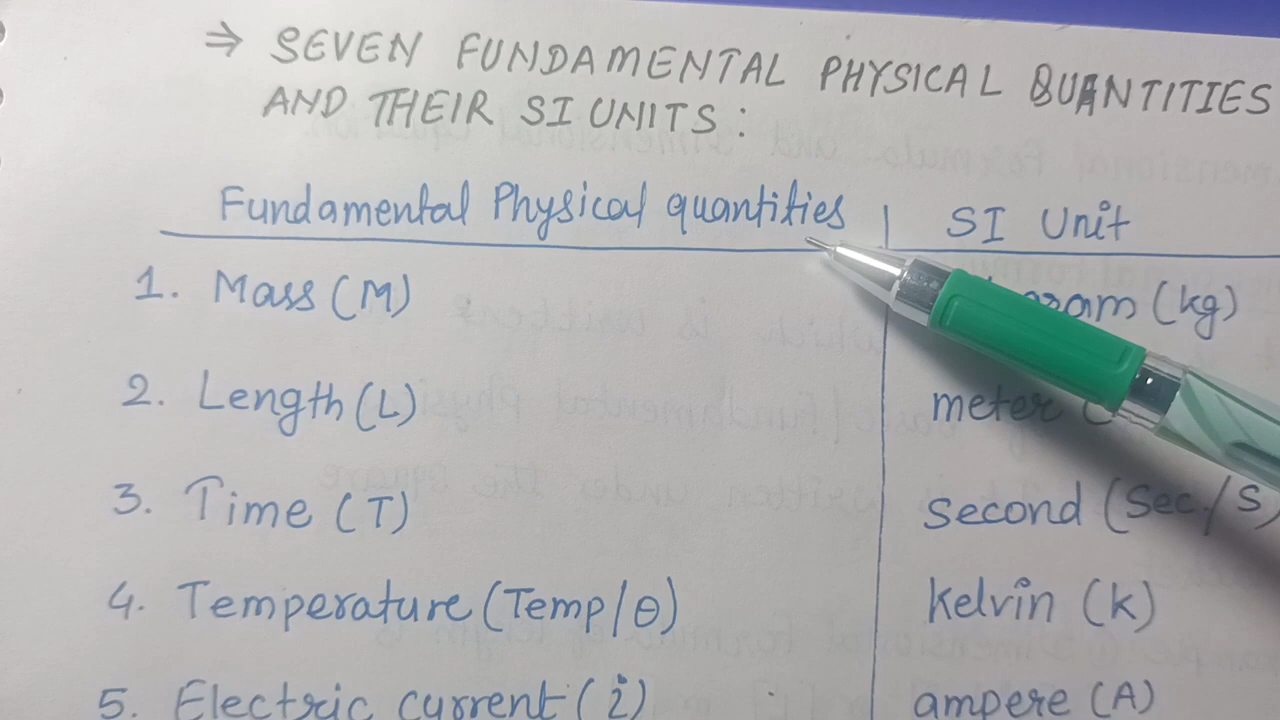 ⇒ SEVEN FUNDAMENTAL PHYSICAL QUANTITIES
AND THEIR SI UNITS :
Fundamental Physical quantities | SI Unit
1. Mass (M) (kg)
2. Length (L) meter
3. Time (T) Second (Sec./S)
4. Temperature (Temp/θ) Kelvin (K)
5. Electric current (i) ampere (A)